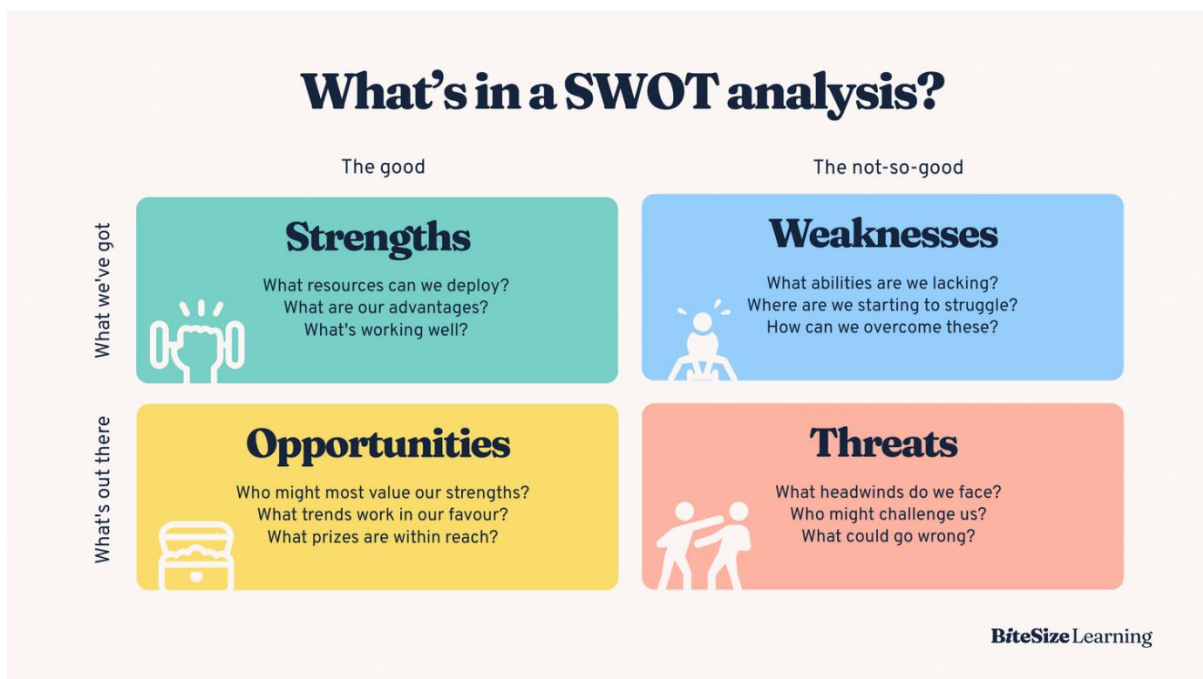 What's in a SWOT analysis?
The good
The not-so-good
What we've got
Strengths
What resources can we deploy?
What are our advantages?
What's working well?
Weaknesses
What abilities are we lacking?
Where are we starting to struggle?
How can we overcome these?
What's out there
Opportunities
Who might most value our strengths?
What trends work in our favour?
What prizes are within reach?
Threats
What headwinds do we face?
Who might challenge us?
What could go wrong?
BiteSize Learning